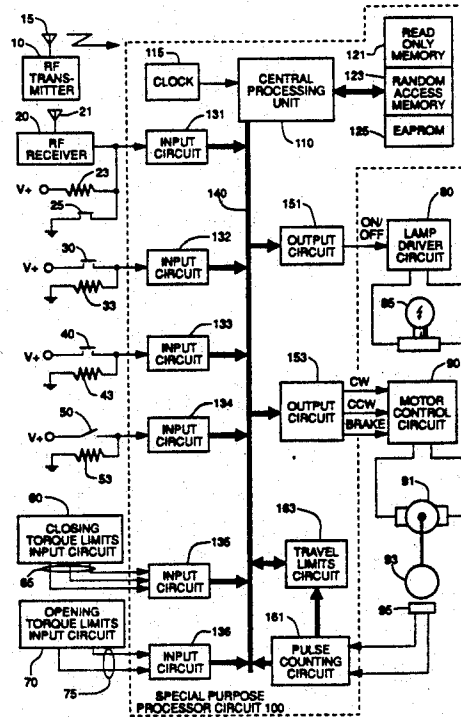 15
10
RF
TRANS-
MITTER
21
20
RF
RECEIVER
V+
23
25
V+
30
33
V+
40
43
V+
50
53
60
CLOSING
TORQUE LIMITS
INPUT CIRCUIT
65
OPENING
TORQUE LIMITS
INPUT CIRCUIT
70
75
115
CLOCK
CENTRAL
PROCESSING
UNIT
110
READ
ONLY
MEMORY
121
RANDOM
ACCESS
MEMORY
123
EAPROM
125
131
INPUT
CIRCUIT
140
132
INPUT
CIRCUIT
133
INPUT
CIRCUIT
134
INPUT
CIRCUIT
135
INPUT
CIRCUIT
136
INPUT
CIRCUIT
151
OUTPUT
CIRCUIT
ON/
OFF
80
LAMP
DRIVER
CIRCUIT
85
153
OUTPUT
CIRCUIT
CW
CCW
BRAKE
90
MOTOR
CONTROL
CIRCUIT
91
93
95
163
TRAVEL
LIMITS
CIRCUIT
161
PULSE
COUNTING
CIRCUIT
SPECIAL PURPOSE
PROCESSOR CIRCUIT 100